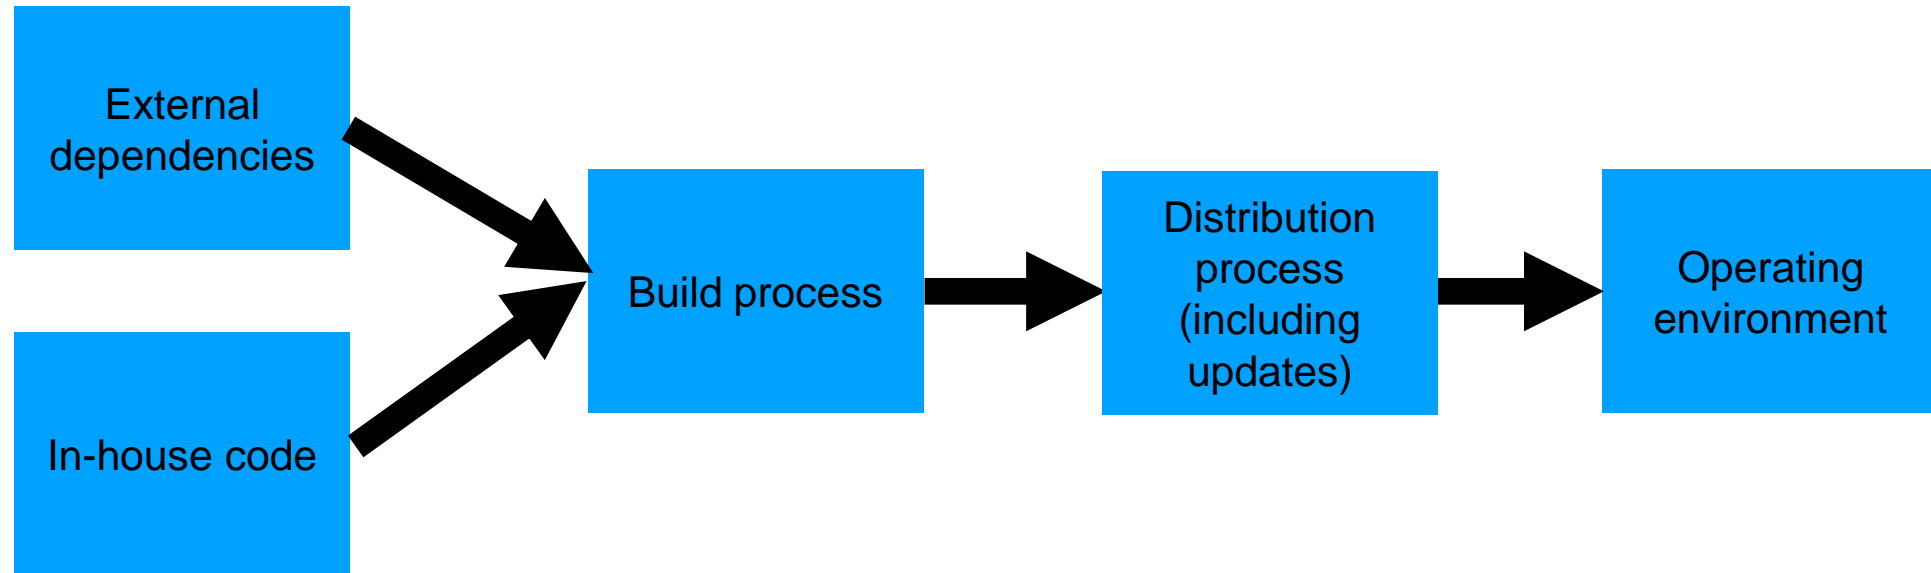 External
dependencies
In-house code
Build process
Distribution
process
(including
updates)
Operating
environment